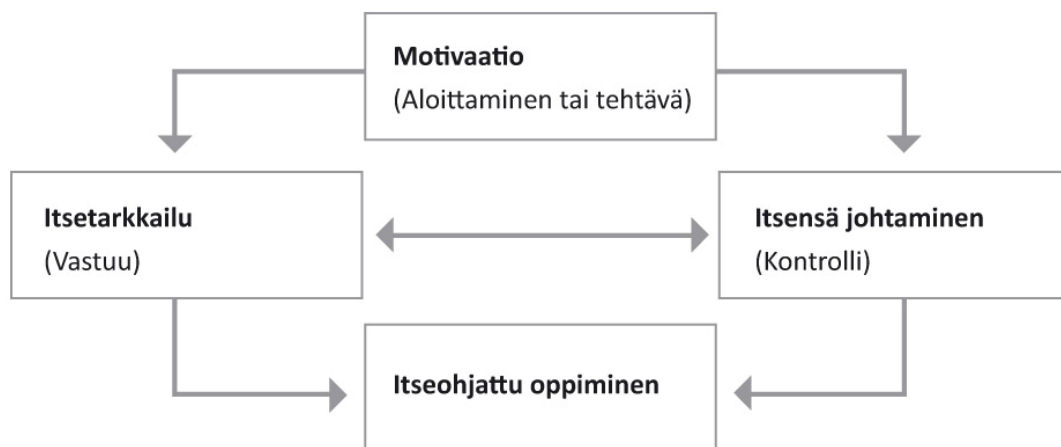 Motivaatio
(Aloittaminen tai tehtävä)
Itsetarkkailu
(Vastuu)
Itsensä johtaminen
(Kontrolli)
Itseohjattu oppiminen